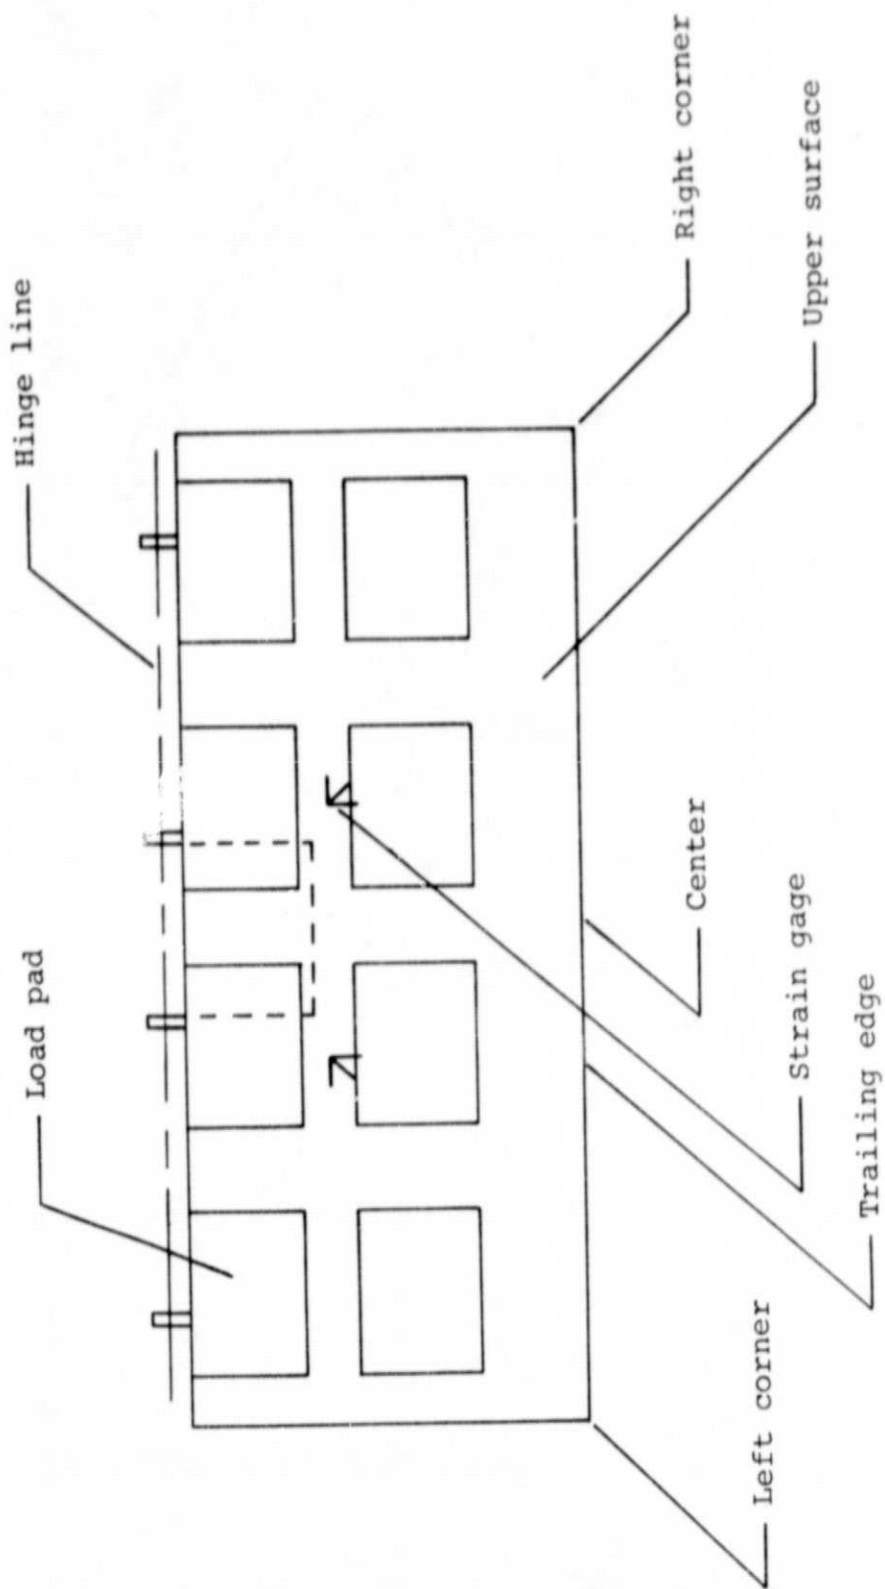 Load pad
Hinge line
Right corner
Upper surface
Center
Strain gage
Trailing edge
Left corner